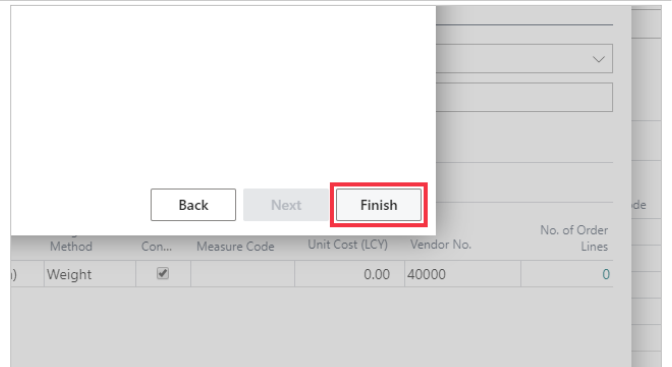 Back Next Finish
de
No. of Order
Method Con... Measure Code Unit Cost (LCY) Vendor No. Lines
) Weight 0.00 40000 0